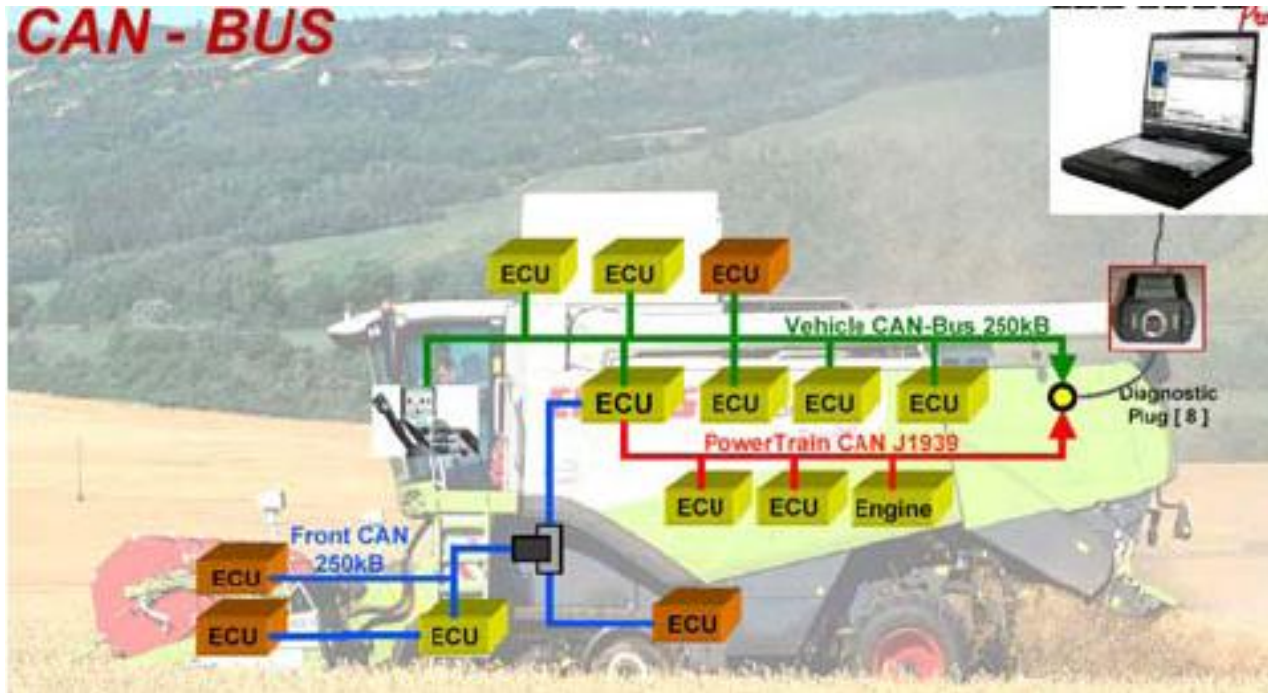 CAN - BUS
ECU
ECU
ECU
Vehicle CAN-Bus 250kB
ECU
ECU
ECU
ECU
Diagnostic
Plug [ 8 ]
PowerTrain CAN J1939
ECU
ECU
Engine
Front CAN
250kB
ECU
ECU
ECU
ECU